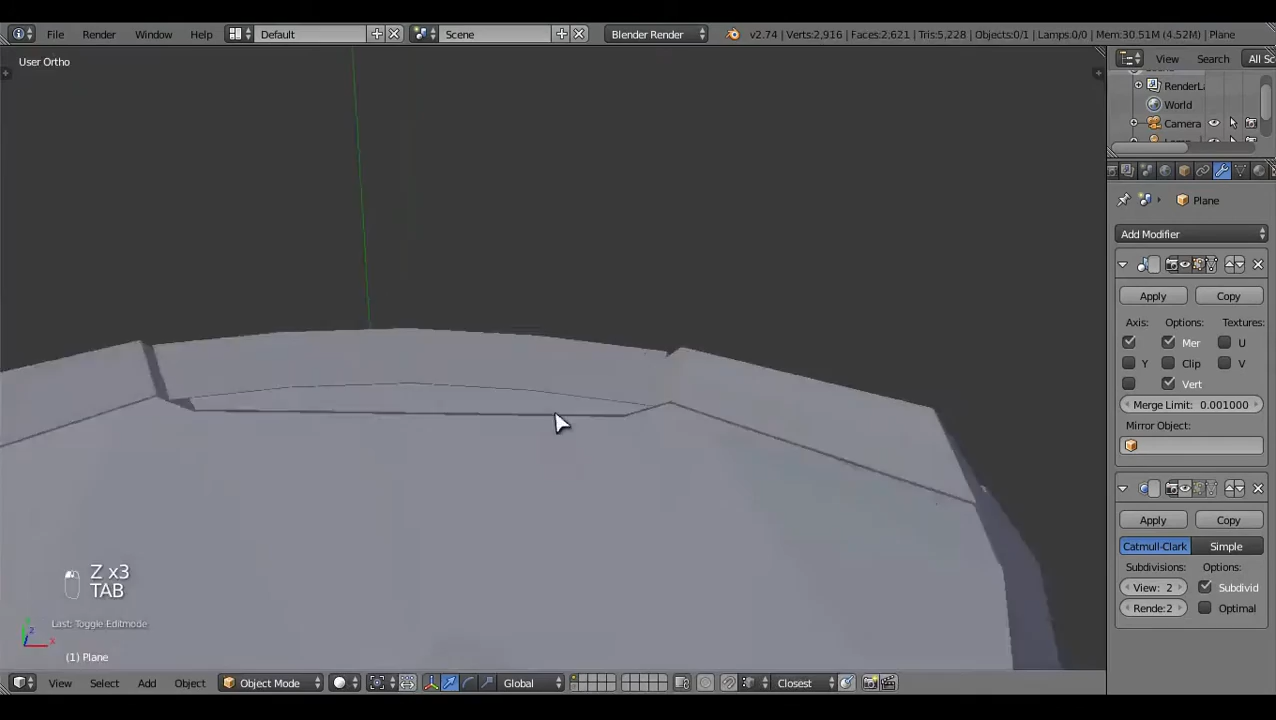 File Render Window Help Default Scene Blender Render v2.74 | Verts:2,916 | Faces:2,621 | Tris:5,228 | Objects:0/1 | Lamps:0/0 | Mem:30.51M (4.52M) | Plane
User Ortho
View Search All Sc
RenderLa
World
Camera
Plane
Add Modifier
Apply Copy
Axis: Options: Textures:
Mer U
Y Clip V
Vert
Merge Limit: 0.001000
Mirror Object:
Apply Copy
Catmull-Clark Simple
Subdivisions: Options:
View: 2 Subdivid
Rende:2 Optimal
Z x3
TAB
Last: Toggle Editmode
z
x
(1) Plane
View Select Add Object Object Mode Global Closest